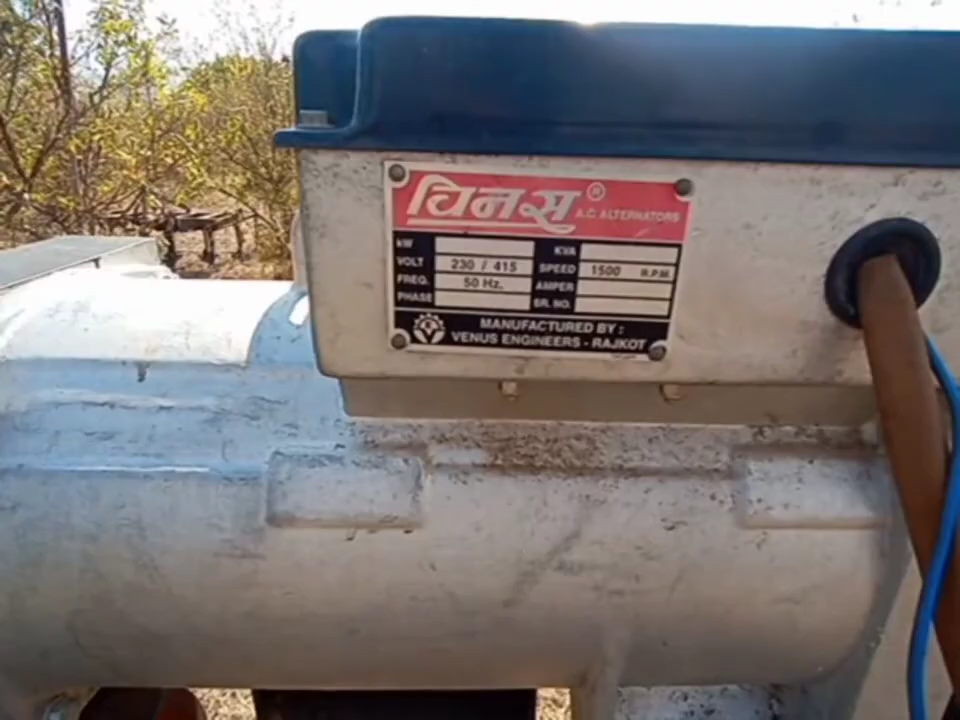 विनस ® A.C. ALTERNATORS
KW KVA
VOLT 230 / 415 SPEED 1500 R.P.M.
FREQ. 50 Hz. AMPER
PHASE SR. NO.
MANUFACTURED BY :
VENUS ENGINEERS - RAJKOT